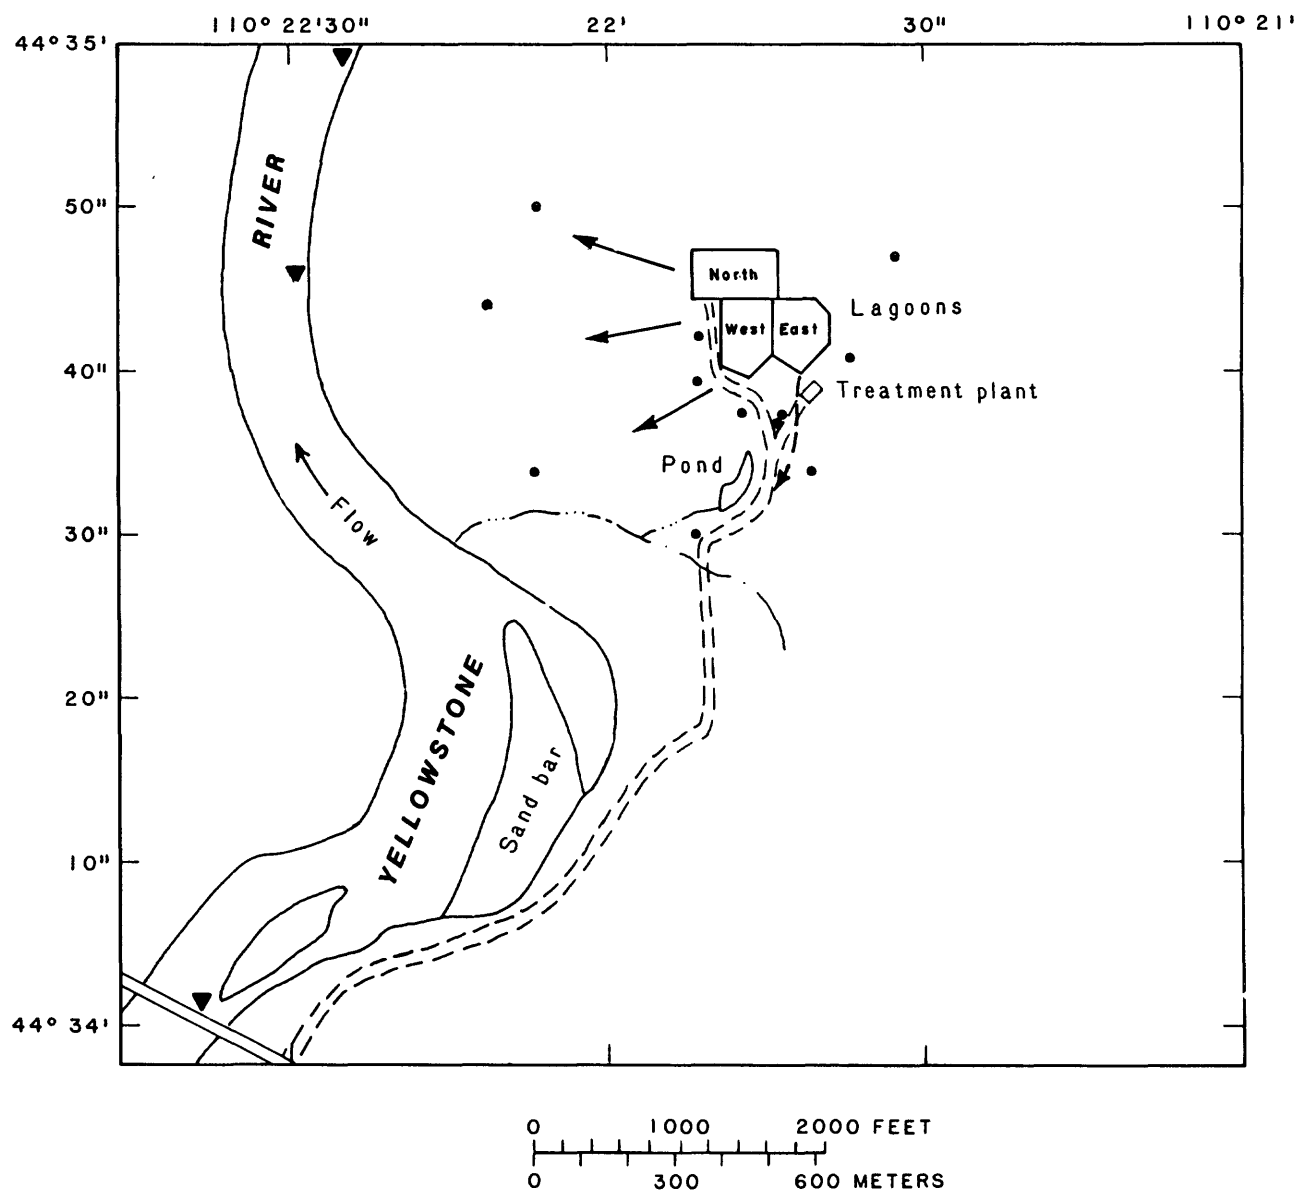 110° 22'30" 22' 30" 110° 21'
44° 35'
RIVER
50"
North
Lagoons
West East
40"
Treatment plant
Pond
Flow
30"
YELLOWSTONE
20"
Sand bar
10"
44° 34'
0 1000 2000 FEET
0 300 600 METERS